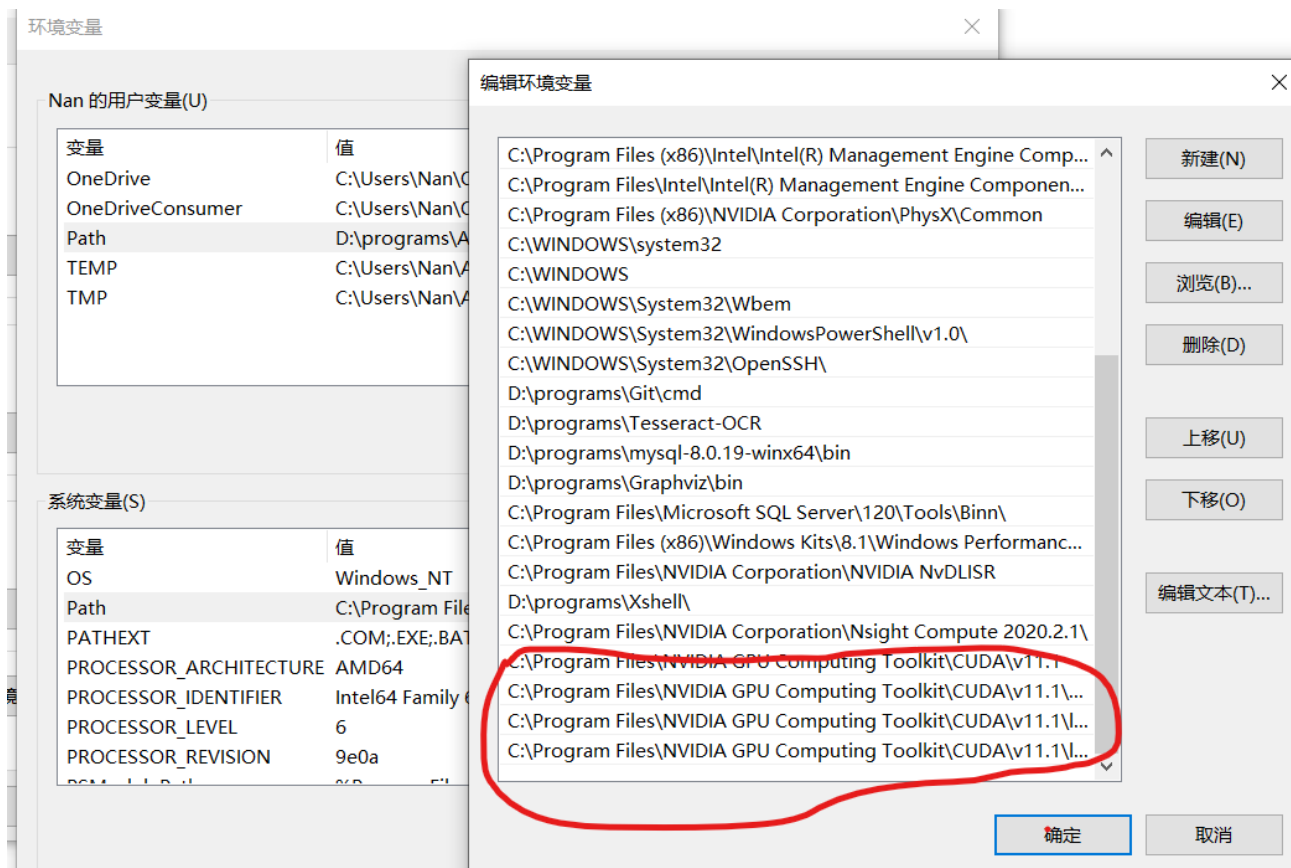 环境变量
Nan 的用户变量(U)
变量 值
OneDrive C:\Users\Nan\O
OneDriveConsumer C:\Users\Nan\O
Path D:\programs\A
TEMP C:\Users\Nan\A
TMP C:\Users\Nan\A
系统变量(S)
变量 值
OS Windows_NT
Path C:\Program File
PATHEXT .COM;.EXE;.BAT
PROCESSOR_ARCHITECTURE AMD64
PROCESSOR_IDENTIFIER Intel64 Family 6
PROCESSOR_LEVEL 6
PROCESSOR_REVISION 9e0a
编辑环境变量
C:\Program Files (x86)\Intel\Intel(R) Management Engine Comp...
C:\Program Files\Intel\Intel(R) Management Engine Componen...
C:\Program Files (x86)\NVIDIA Corporation\PhysX\Common
C:\WINDOWS\system32
C:\WINDOWS
C:\WINDOWS\System32\Wbem
C:\WINDOWS\System32\WindowsPowerShell\v1.0\
C:\WINDOWS\System32\OpenSSH\
D:\programs\Git\cmd
D:\programs\Tesseract-OCR
D:\programs\mysql-8.0.19-winx64\bin
D:\programs\Graphviz\bin
C:\Program Files\Microsoft SQL Server\120\Tools\Binn\
C:\Program Files (x86)\Windows Kits\8.1\Windows Performanc...
C:\Program Files\NVIDIA Corporation\NVIDIA NvDLISR
D:\programs\Xshell\
C:\Program Files\NVIDIA Corporation\Nsight Compute 2020.2.1\
C:\Program Files\NVIDIA GPU Computing Toolkit\CUDA\v11.1
C:\Program Files\NVIDIA GPU Computing Toolkit\CUDA\v11.1\...
C:\Program Files\NVIDIA GPU Computing Toolkit\CUDA\v11.1\l...
C:\Program Files\NVIDIA GPU Computing Toolkit\CUDA\v11.1\l...
新建(N)
编辑(E)
浏览(B)...
删除(D)
上移(U)
下移(O)
编辑文本(T)...
确定
取消